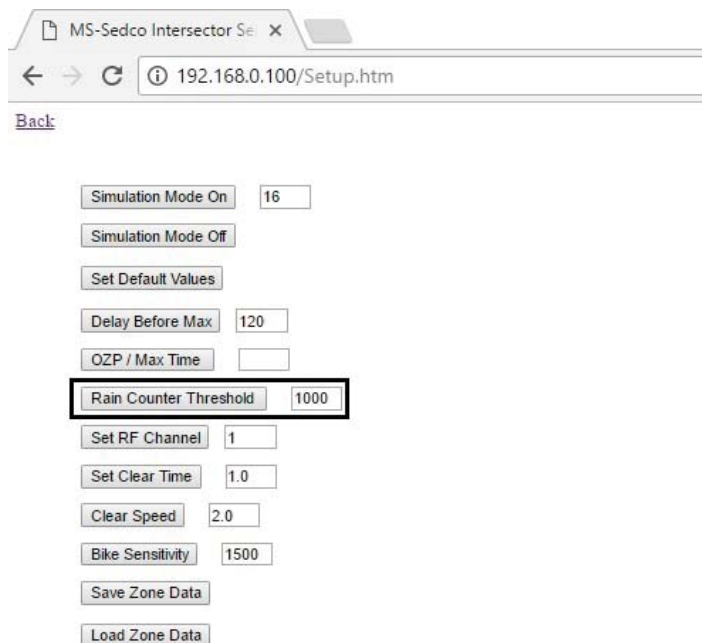 MS-Sedco Intersector Se
192.168.0.100/Setup.htm
Back
Simulation Mode On 16
Simulation Mode Off
Set Default Values
Delay Before Max 120
OZP / Max Time
Rain Counter Threshold 1000
Set RF Channel 1
Set Clear Time 1.0
Clear Speed 2.0
Bike Sensitivity 1500
Save Zone Data
Load Zone Data